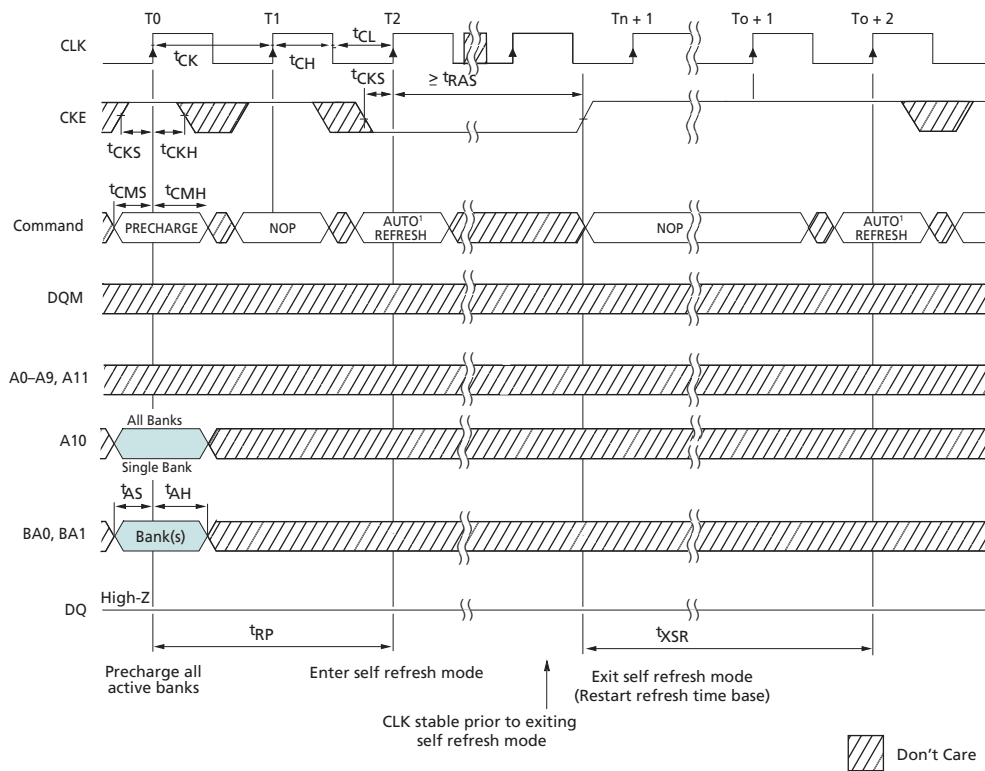 T0 T1 T2 Tn + 1 To + 1 To + 2
CLK
tCK tCH tCL
tCKS ≥ tRAS
CKE
tCKS tCKH
tCMS tCMH
Command PRECHARGE NOP AUTO¹ REFRESH NOP AUTO¹ REFRESH
DQM
A0–A9, A11
All Banks
A10
Single Bank
tAS tAH
BA0, BA1 Bank(s)
High-Z
DQ
tRP tXSR
Precharge all
active banks
Enter self refresh mode
Exit self refresh mode
(Restart refresh time base)
CLK stable prior to exiting
self refresh mode
Don't Care